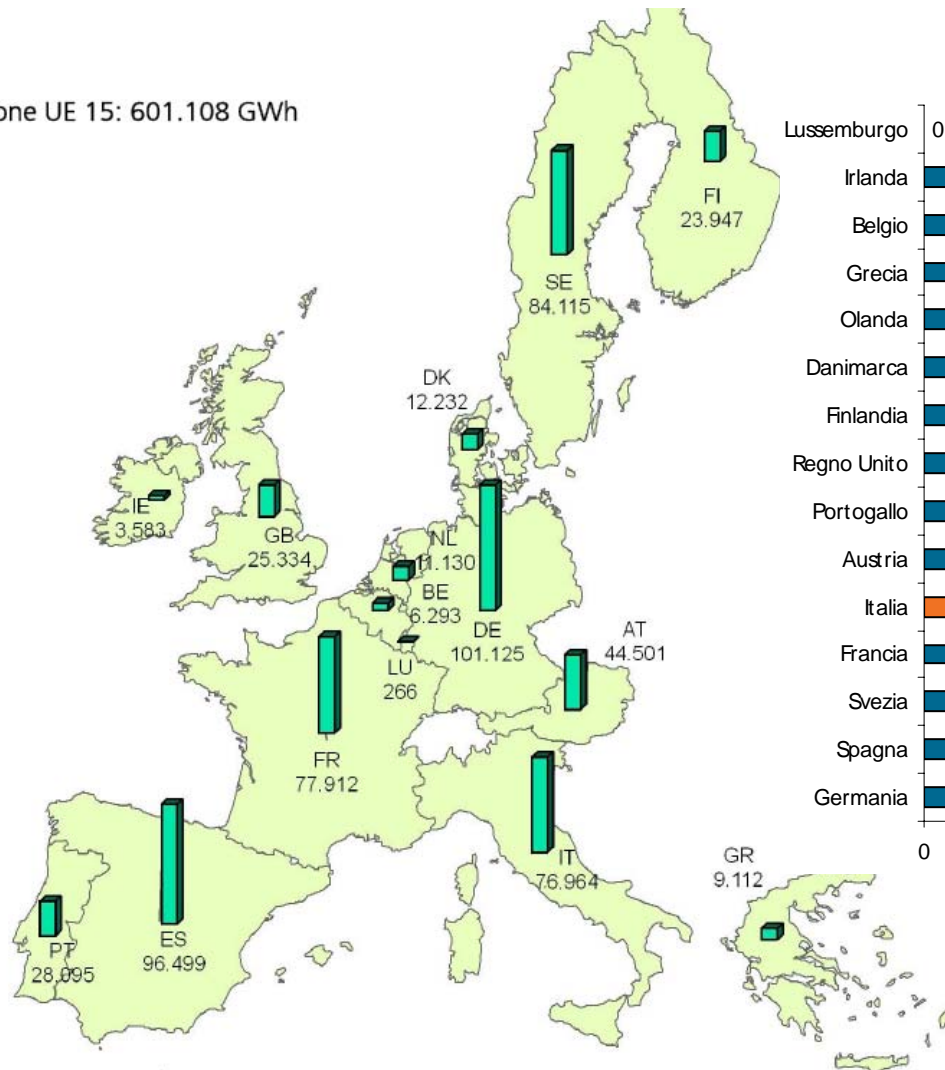 one UE 15: 601.108 GWh
FI
23.947
SE
84.115
DK
12.232
IE
3.583
GB
25.334
NL
11.130
BE
6.293
LU
266
DE
101.125
AT
44.501
FR
77.912
IT
76.964
GR
9.112
PT
28.095
ES
96.499
Lussemburgo 0
Irlanda
Belgio
Grecia
Olanda
Danimarca
Finlandia
Regno Unito
Portogallo
Austria
Italia
Francia
Svezia
Spagna
Germania
0